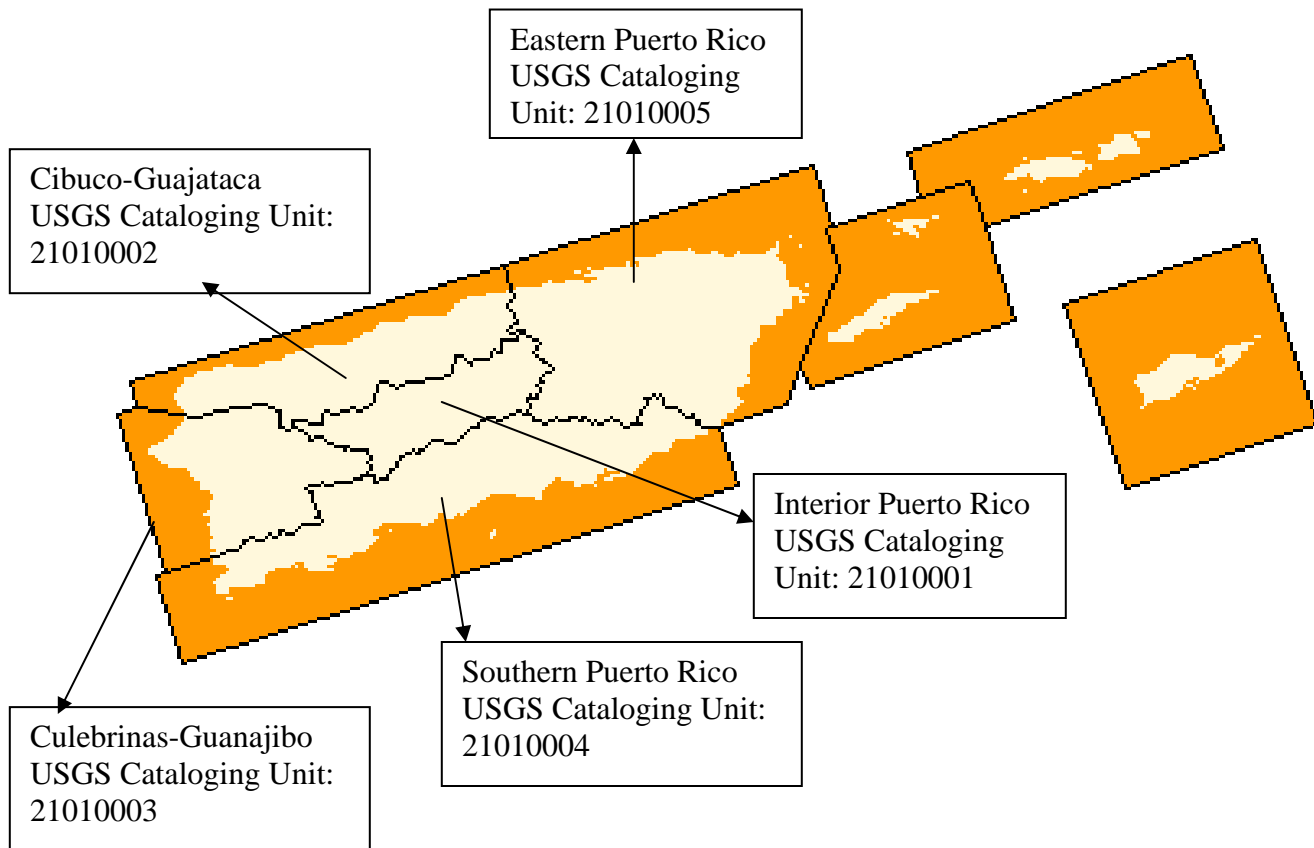 Eastern Puerto Rico
USGS Cataloging
Unit: 21010005
Cibuco-Guajataca
USGS Cataloging Unit:
21010002
Interior Puerto Rico
USGS Cataloging
Unit: 21010001
Southern Puerto Rico
USGS Cataloging Unit:
21010004
Culebrinas-Guanajibo
USGS Cataloging Unit:
21010003